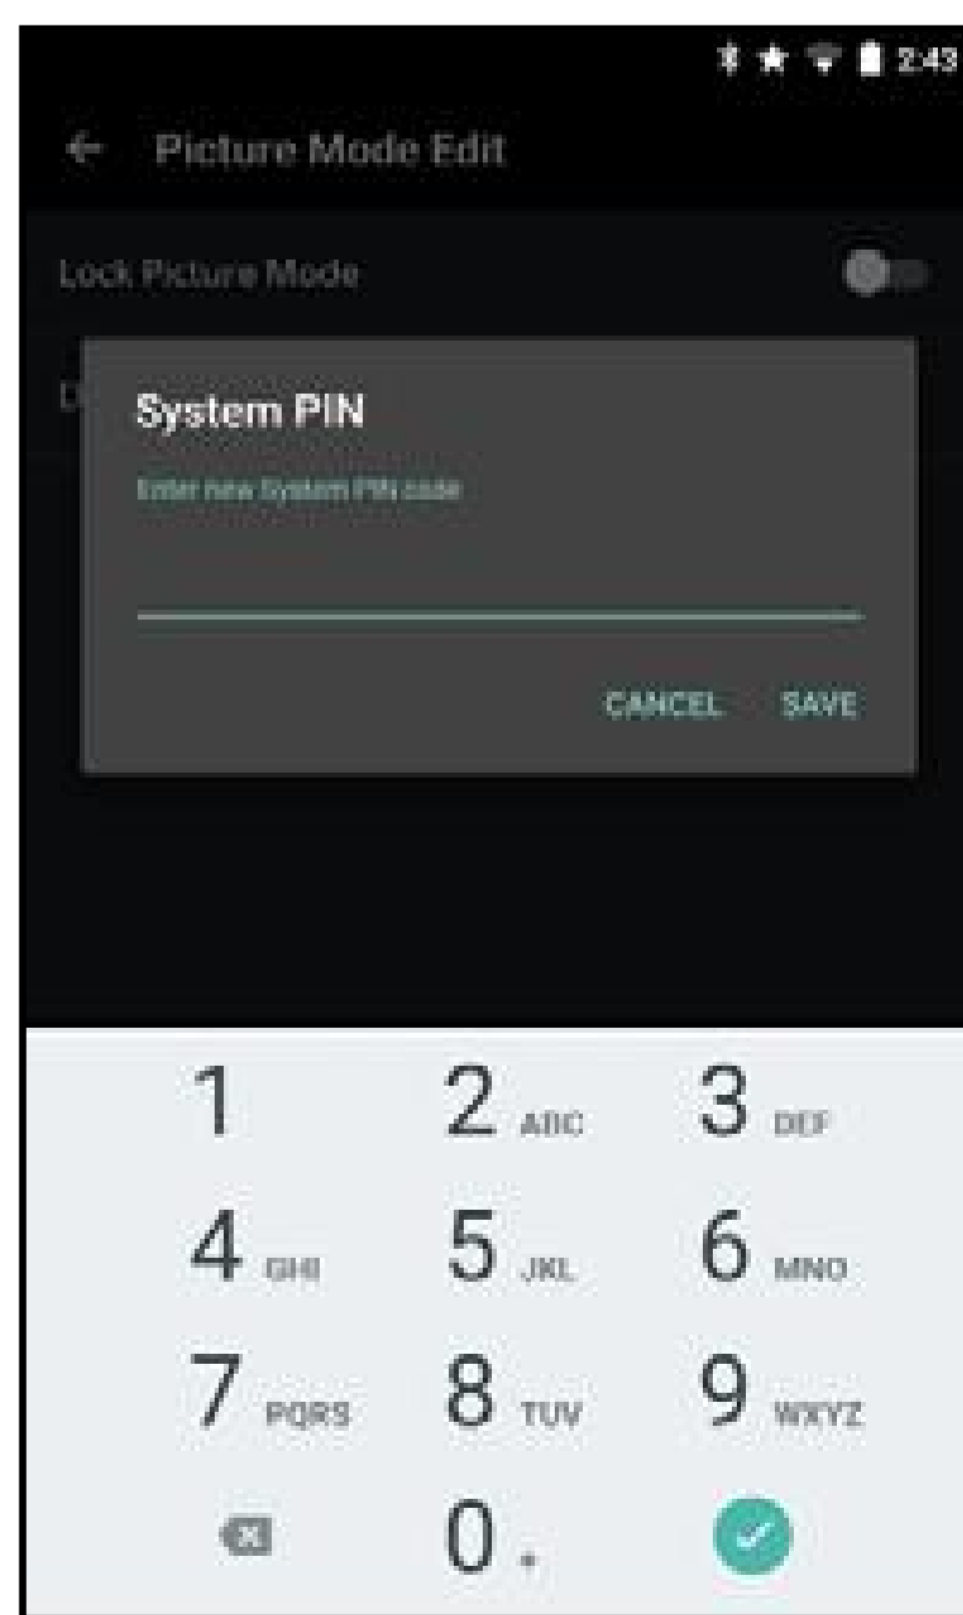 2:43
Picture Mode Edit
Lock Picture Mode
D
System PIN
Enter new System PIN code
CANCEL SAVE
1 2 ABC 3 DEF
4 GHI 5 JKL 6 MNO
7 PQRS 8 TUV 9 WXYZ
0 .